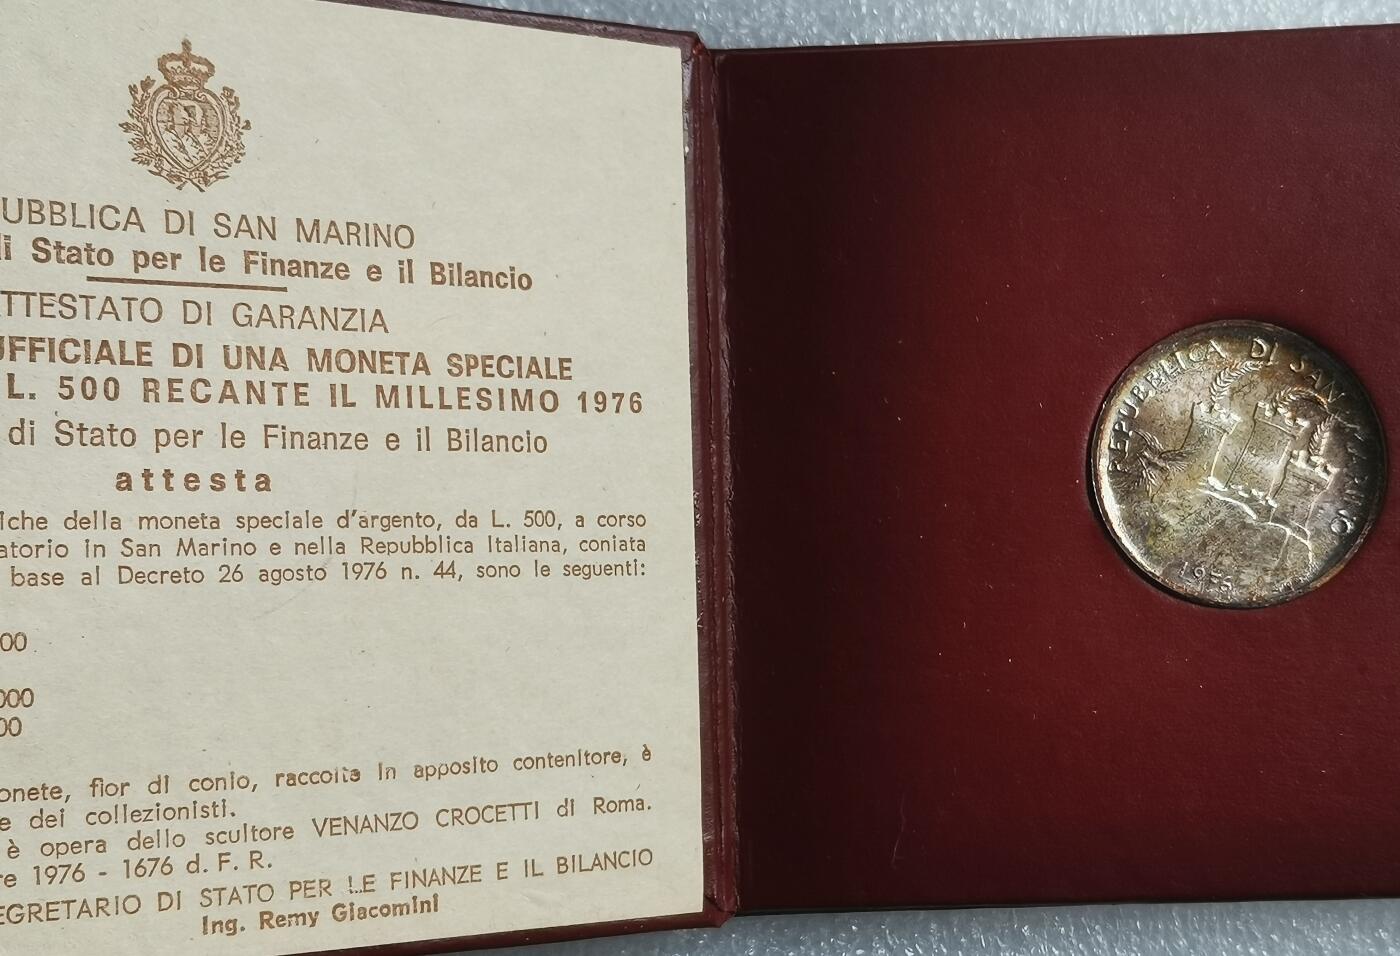 UBBLICA DI SAN MARINO
di Stato per le Finanze e il Bilancio
TTESTATO DI GARANZIA
UFFICIALE DI UNA MONETA SPECIALE
L. 500 RECANTE IL MILLESIMO 1976
di Stato per le Finanze e il Bilancio
attesta
iche della moneta speciale d'argento, da L. 500, a corso
atorio in San Marino e nella Repubblica Italiana, coniata
base al Decreto 26 agosto 1976 n. 44, sono le seguenti:
00
000
00
onete, fior di conio, raccolta in apposito contenitore, è
e dei collezionisti.
è opera dello scultore VENANZO CROCETTI di Roma.
re 1976 - 1676 d. F. R.
EGRETARIO DI STATO PER LE FINANZE E IL BILANCIO
Ing. Remy Giacomini
REPUBBLICA DI SAN MARINO
1976